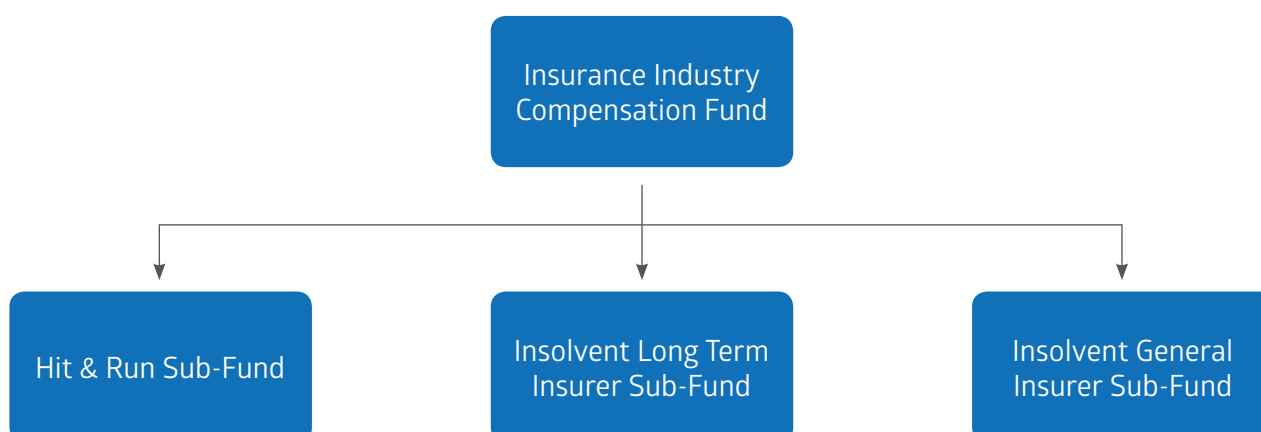 Insurance Industry
Compensation Fund
Hit & Run Sub-Fund
Insolvent Long Term
Insurer Sub-Fund
Insolvent General
Insurer Sub-Fund